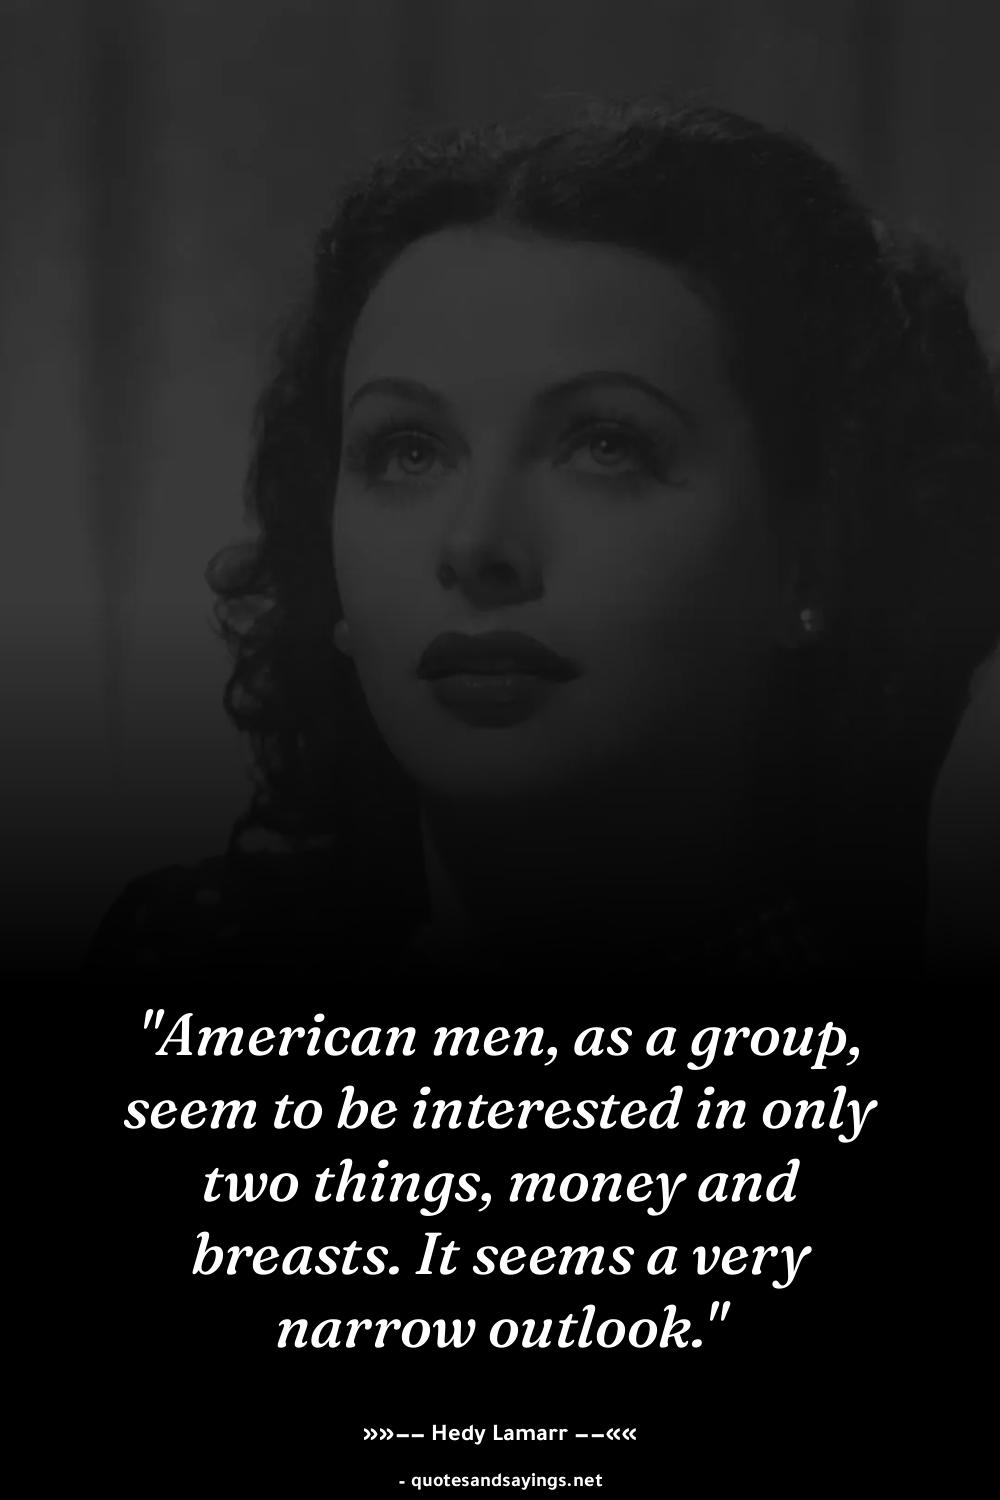 "American men, as a group,
seem to be interested in only
two things, money and
breasts. It seems a very
narrow outlook."
»»–– Hedy Lamarr ––««
- quotesandsayings.net